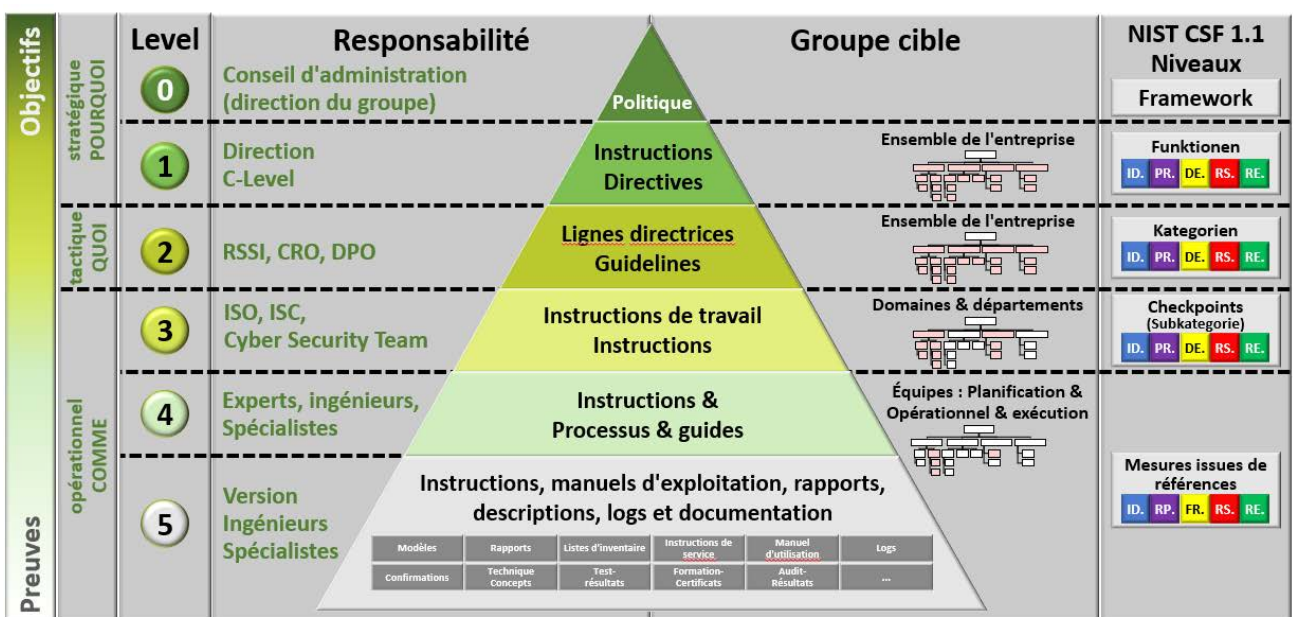 Objectifs
Preuves
stratégique
POURQUOI
tactique
QUOI
opérationnel
COMME
Level
Responsabilité
Groupe cible
NIST CSF 1.1
Niveaux
0
Conseil d'administration
(direction du groupe)
Politique
Framework
1
Direction
C-Level
Instructions
Directives
Ensemble de l'entreprise
Funktionen
ID. PR. DE. RS. RE.
2
RSSI, CRO, DPO
Lignes directrices
Guidelines
Ensemble de l'entreprise
Kategorien
ID. PR. DE. RS. RE.
3
ISO, ISC,
Cyber Security Team
Instructions de travail
Instructions
Domaines & départements
Checkpoints
(Subkategorie)
ID. PR. DE. RS. RE.
4
Experts, ingénieurs,
Spécialistes
Instructions &
Processus & guides
Équipes : Planification &
Opérationnel & exécution
5
Version
Ingénieurs
Spécialistes
Instructions, manuels d'exploitation, rapports,
descriptions, logs et documentation
Modèles
Rapports
Listes d'inventaire
Instructions de
service
Manuel
d'utilisation
Logs
Confirmations
Technique
Concepts
Test-
résultats
Formation-
Certificats
Audit-
Résultats
...
Mesures issues de
références
ID. RP. FR. RS. RE.